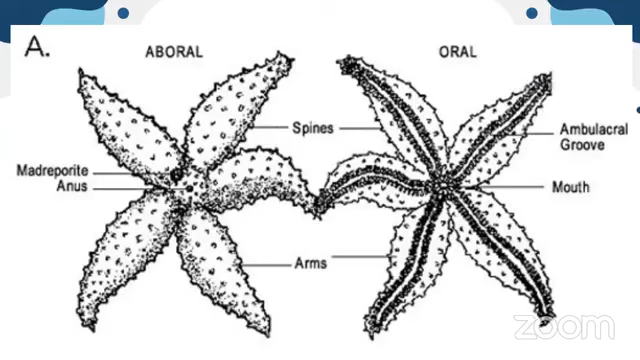 A.
ABORAL
ORAL
Spines
Ambulacral
Groove
Madreporite
Anus
Mouth
Arms
zoom